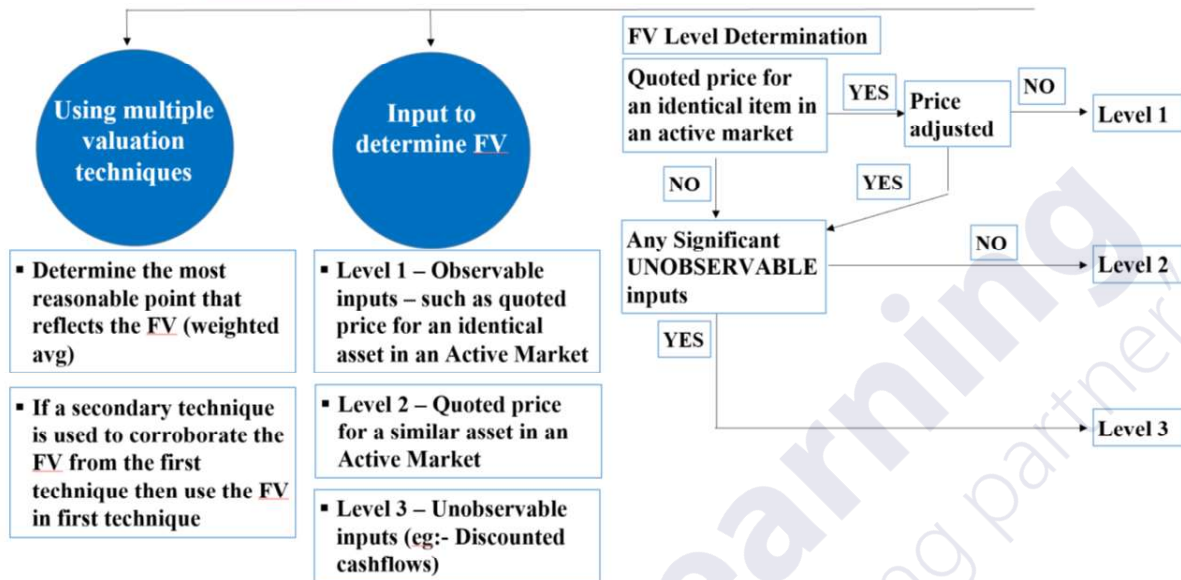 Using multiple
valuation
techniques
▪ Determine the most
reasonable point that
reflects the FV (weighted
avg)
▪ If a secondary technique
is used to corroborate the
FV from the first
technique then use the FV
in first technique
Input to
determine FV
▪ Level 1 – Observable
inputs – such as quoted
price for an identical
asset in an Active Market
▪ Level 2 – Quoted price
for a similar asset in an
Active Market
▪ Level 3 – Unobservable
inputs (eg:- Discounted
cashflows)
FV Level Determination
Quoted price for
an identical item in
an active market
YES
Price
adjusted
NO
Level 1
NO
YES
Any Significant
UNOBSERVABLE
inputs
NO
Level 2
YES
Level 3